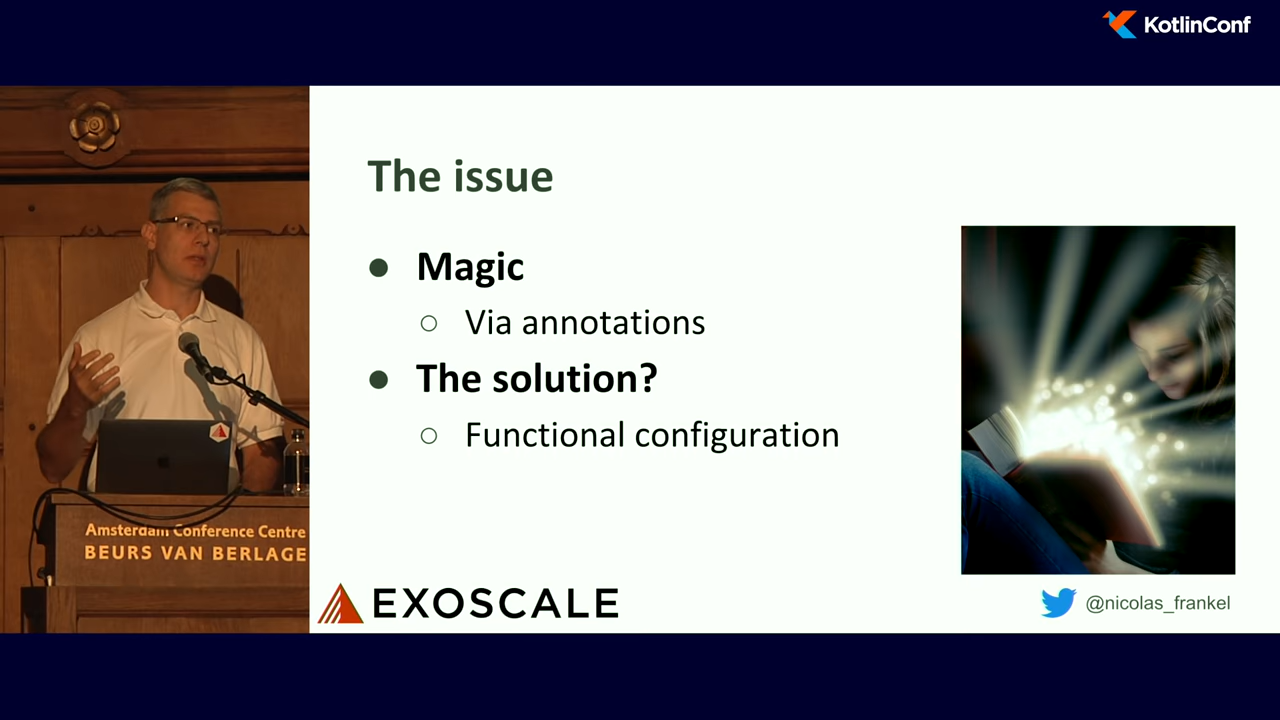 KotlinConf
The issue
● Magic
○ Via annotations
● The solution?
○ Functional configuration
Amsterdam Conference Centre
BEURS VAN BERLAGE
EXOSCALE
@nicolas_frankel